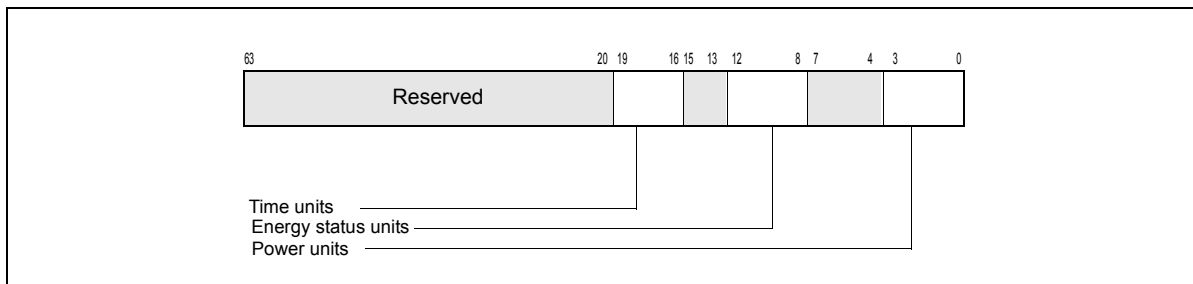 63 20 19 16 15 13 12 8 7 4 3 0
Reserved
Time units
Energy status units
Power units